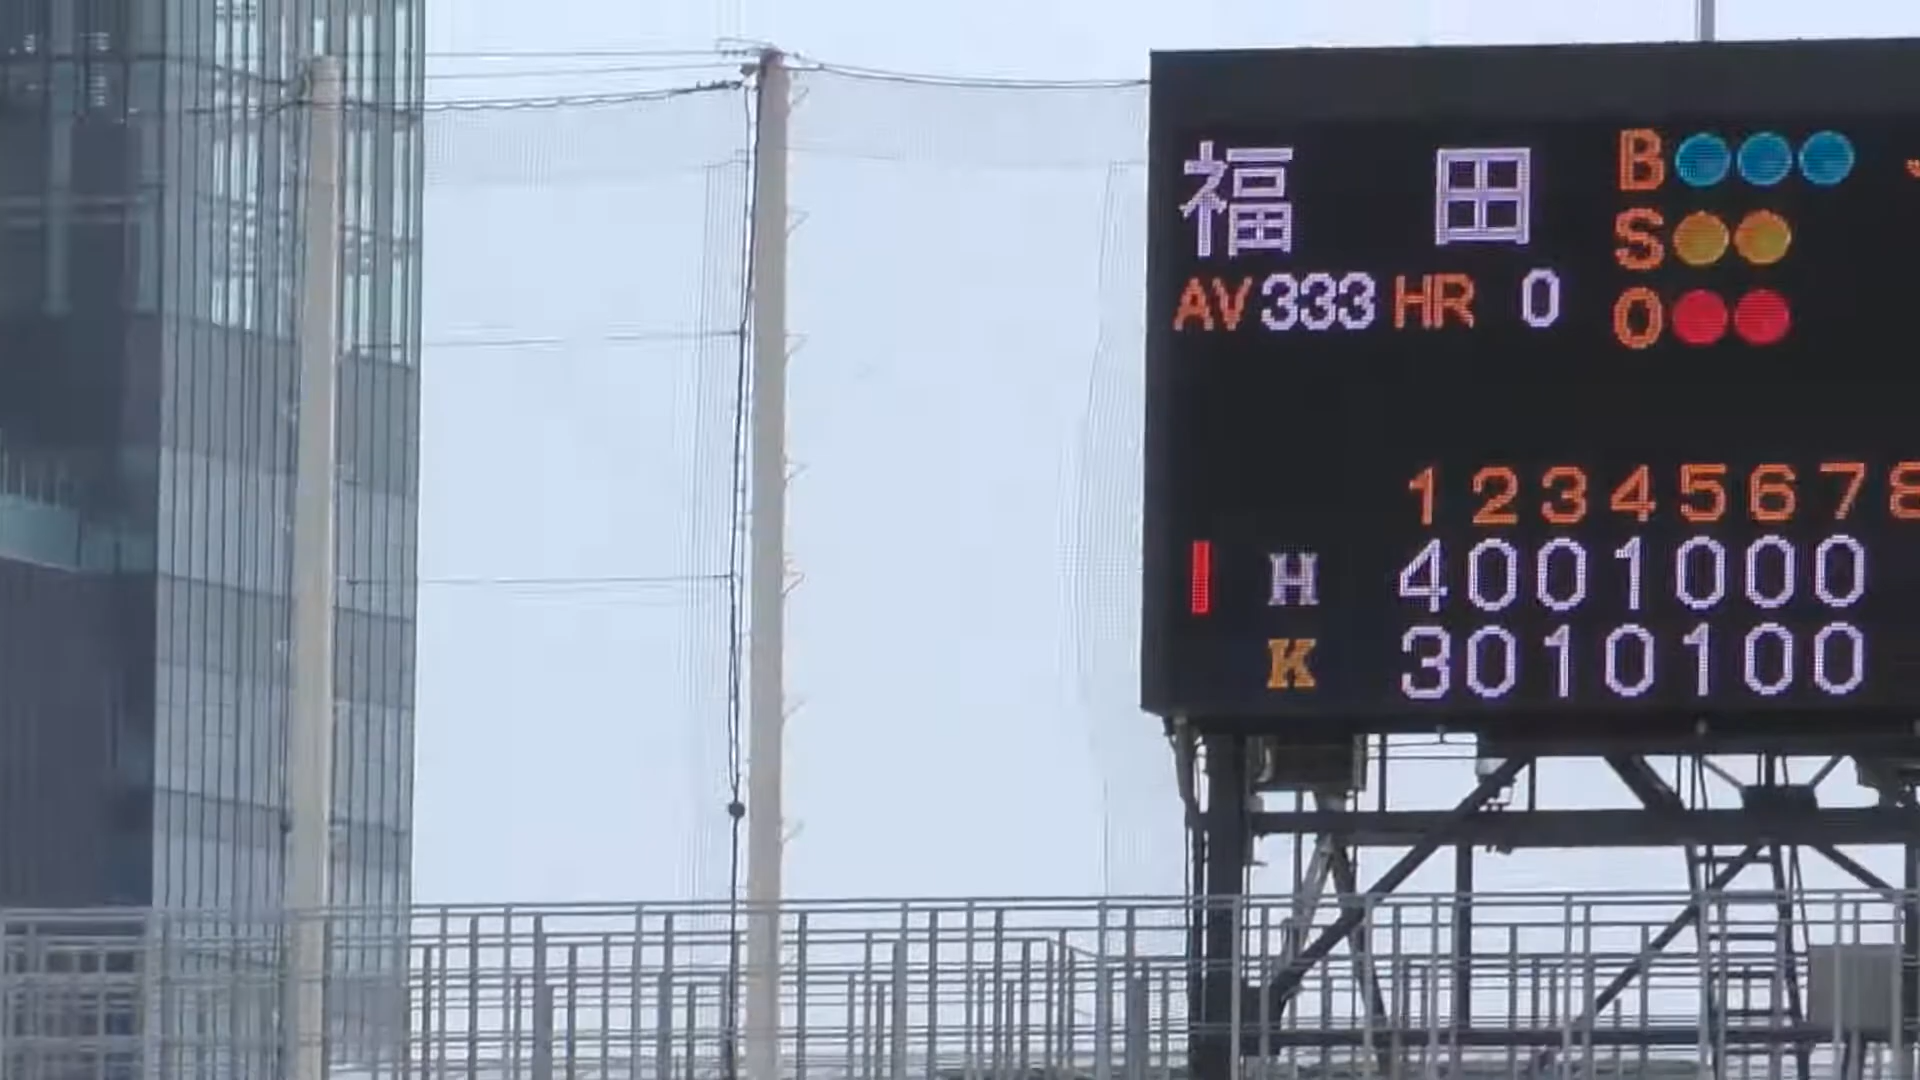 福田
B
AV 333 HR 0
S
O
1 2 3 4 5 6 7 8
H 4 0 0 1 0 0 0
K 3 0 1 0 1 0 0